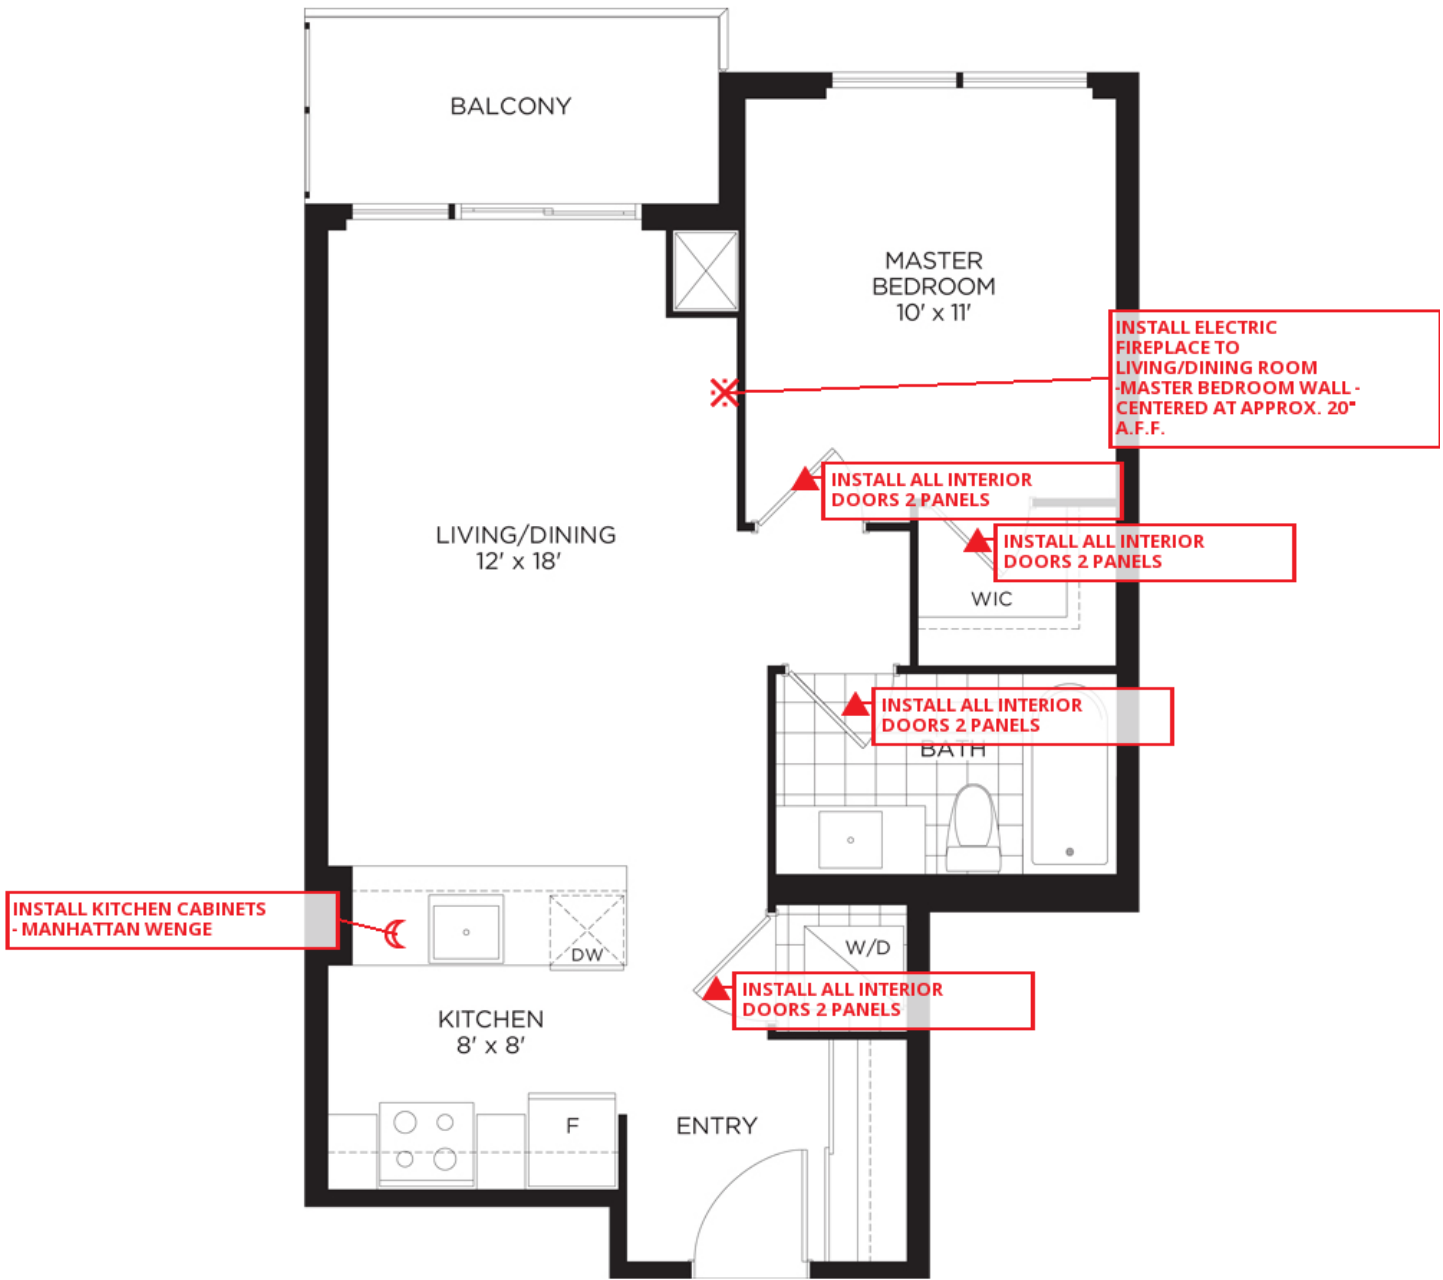 BALCONY
MASTER
BEDROOM
10' x 11'
INSTALL ELECTRIC
FIREPLACE TO
LIVING/DINING ROOM
-MASTER BEDROOM WALL -
CENTERED AT APPROX. 20"
A.F.F.
INSTALL ALL INTERIOR
DOORS 2 PANELS
LIVING/DINING
12' x 18'
INSTALL ALL INTERIOR
DOORS 2 PANELS
WIC
INSTALL ALL INTERIOR
DOORS 2 PANELS
BATH
INSTALL KITCHEN CABINETS
- MANHATTAN WENGE
DW
W/D
INSTALL ALL INTERIOR
DOORS 2 PANELS
KITCHEN
8' x 8'
F
ENTRY